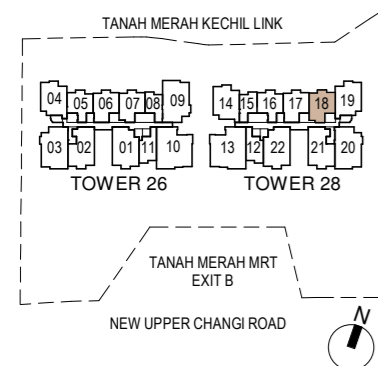 TANAH MERAH KECHIL LINK
04 05 06 07 08 09 14 15 16 17 18 19
03 02 01 11 10 13 12 22 21 20
TOWER 26 TOWER 28
TANAH MERAH MRT
EXIT B
NEW UPPER CHANGI ROAD
N